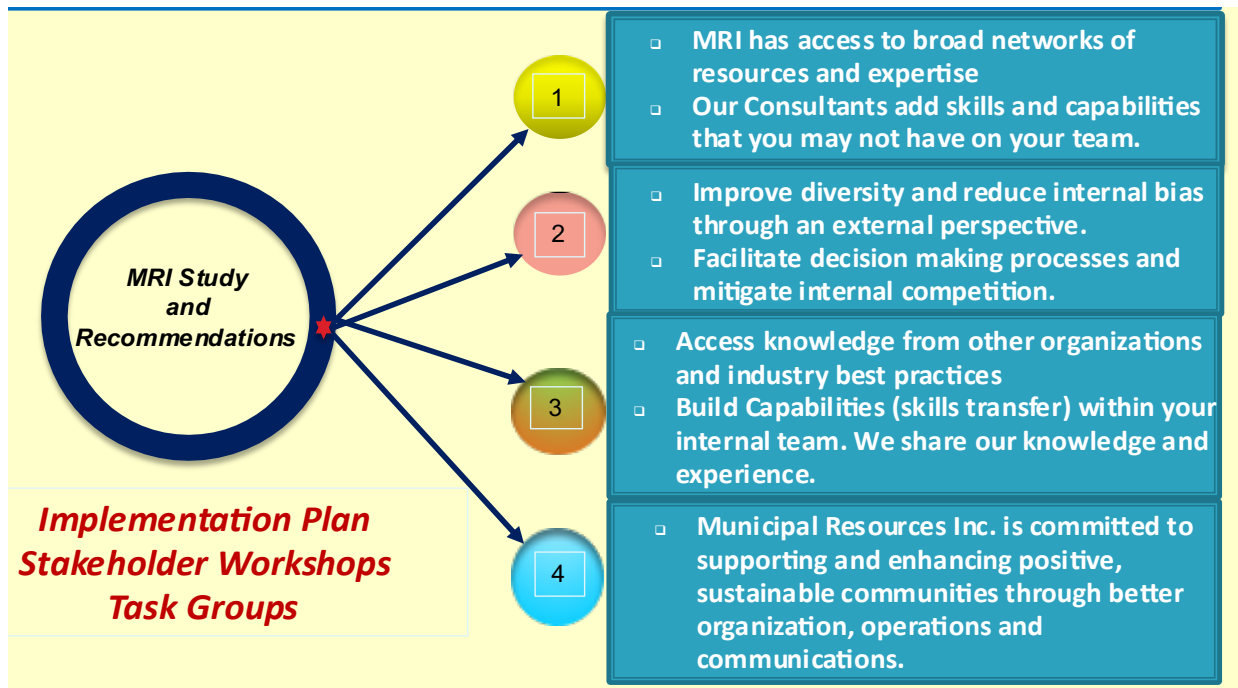 MRI Study
and
Recommendations
Implementation Plan
Stakeholder Workshops
Task Groups
1
MRI has access to broad networks of
resources and expertise
Our Consultants add skills and capabilities
that you may not have on your team.
2
Improve diversity and reduce internal bias
through an external perspective.
Facilitate decision making processes and
mitigate internal competition.
3
Access knowledge from other organizations
and industry best practices
Build Capabilities (skills transfer) within your
internal team. We share our knowledge and
experience.
4
Municipal Resources Inc. is committed to
supporting and enhancing positive,
sustainable communities through better
organization, operations and
communications.